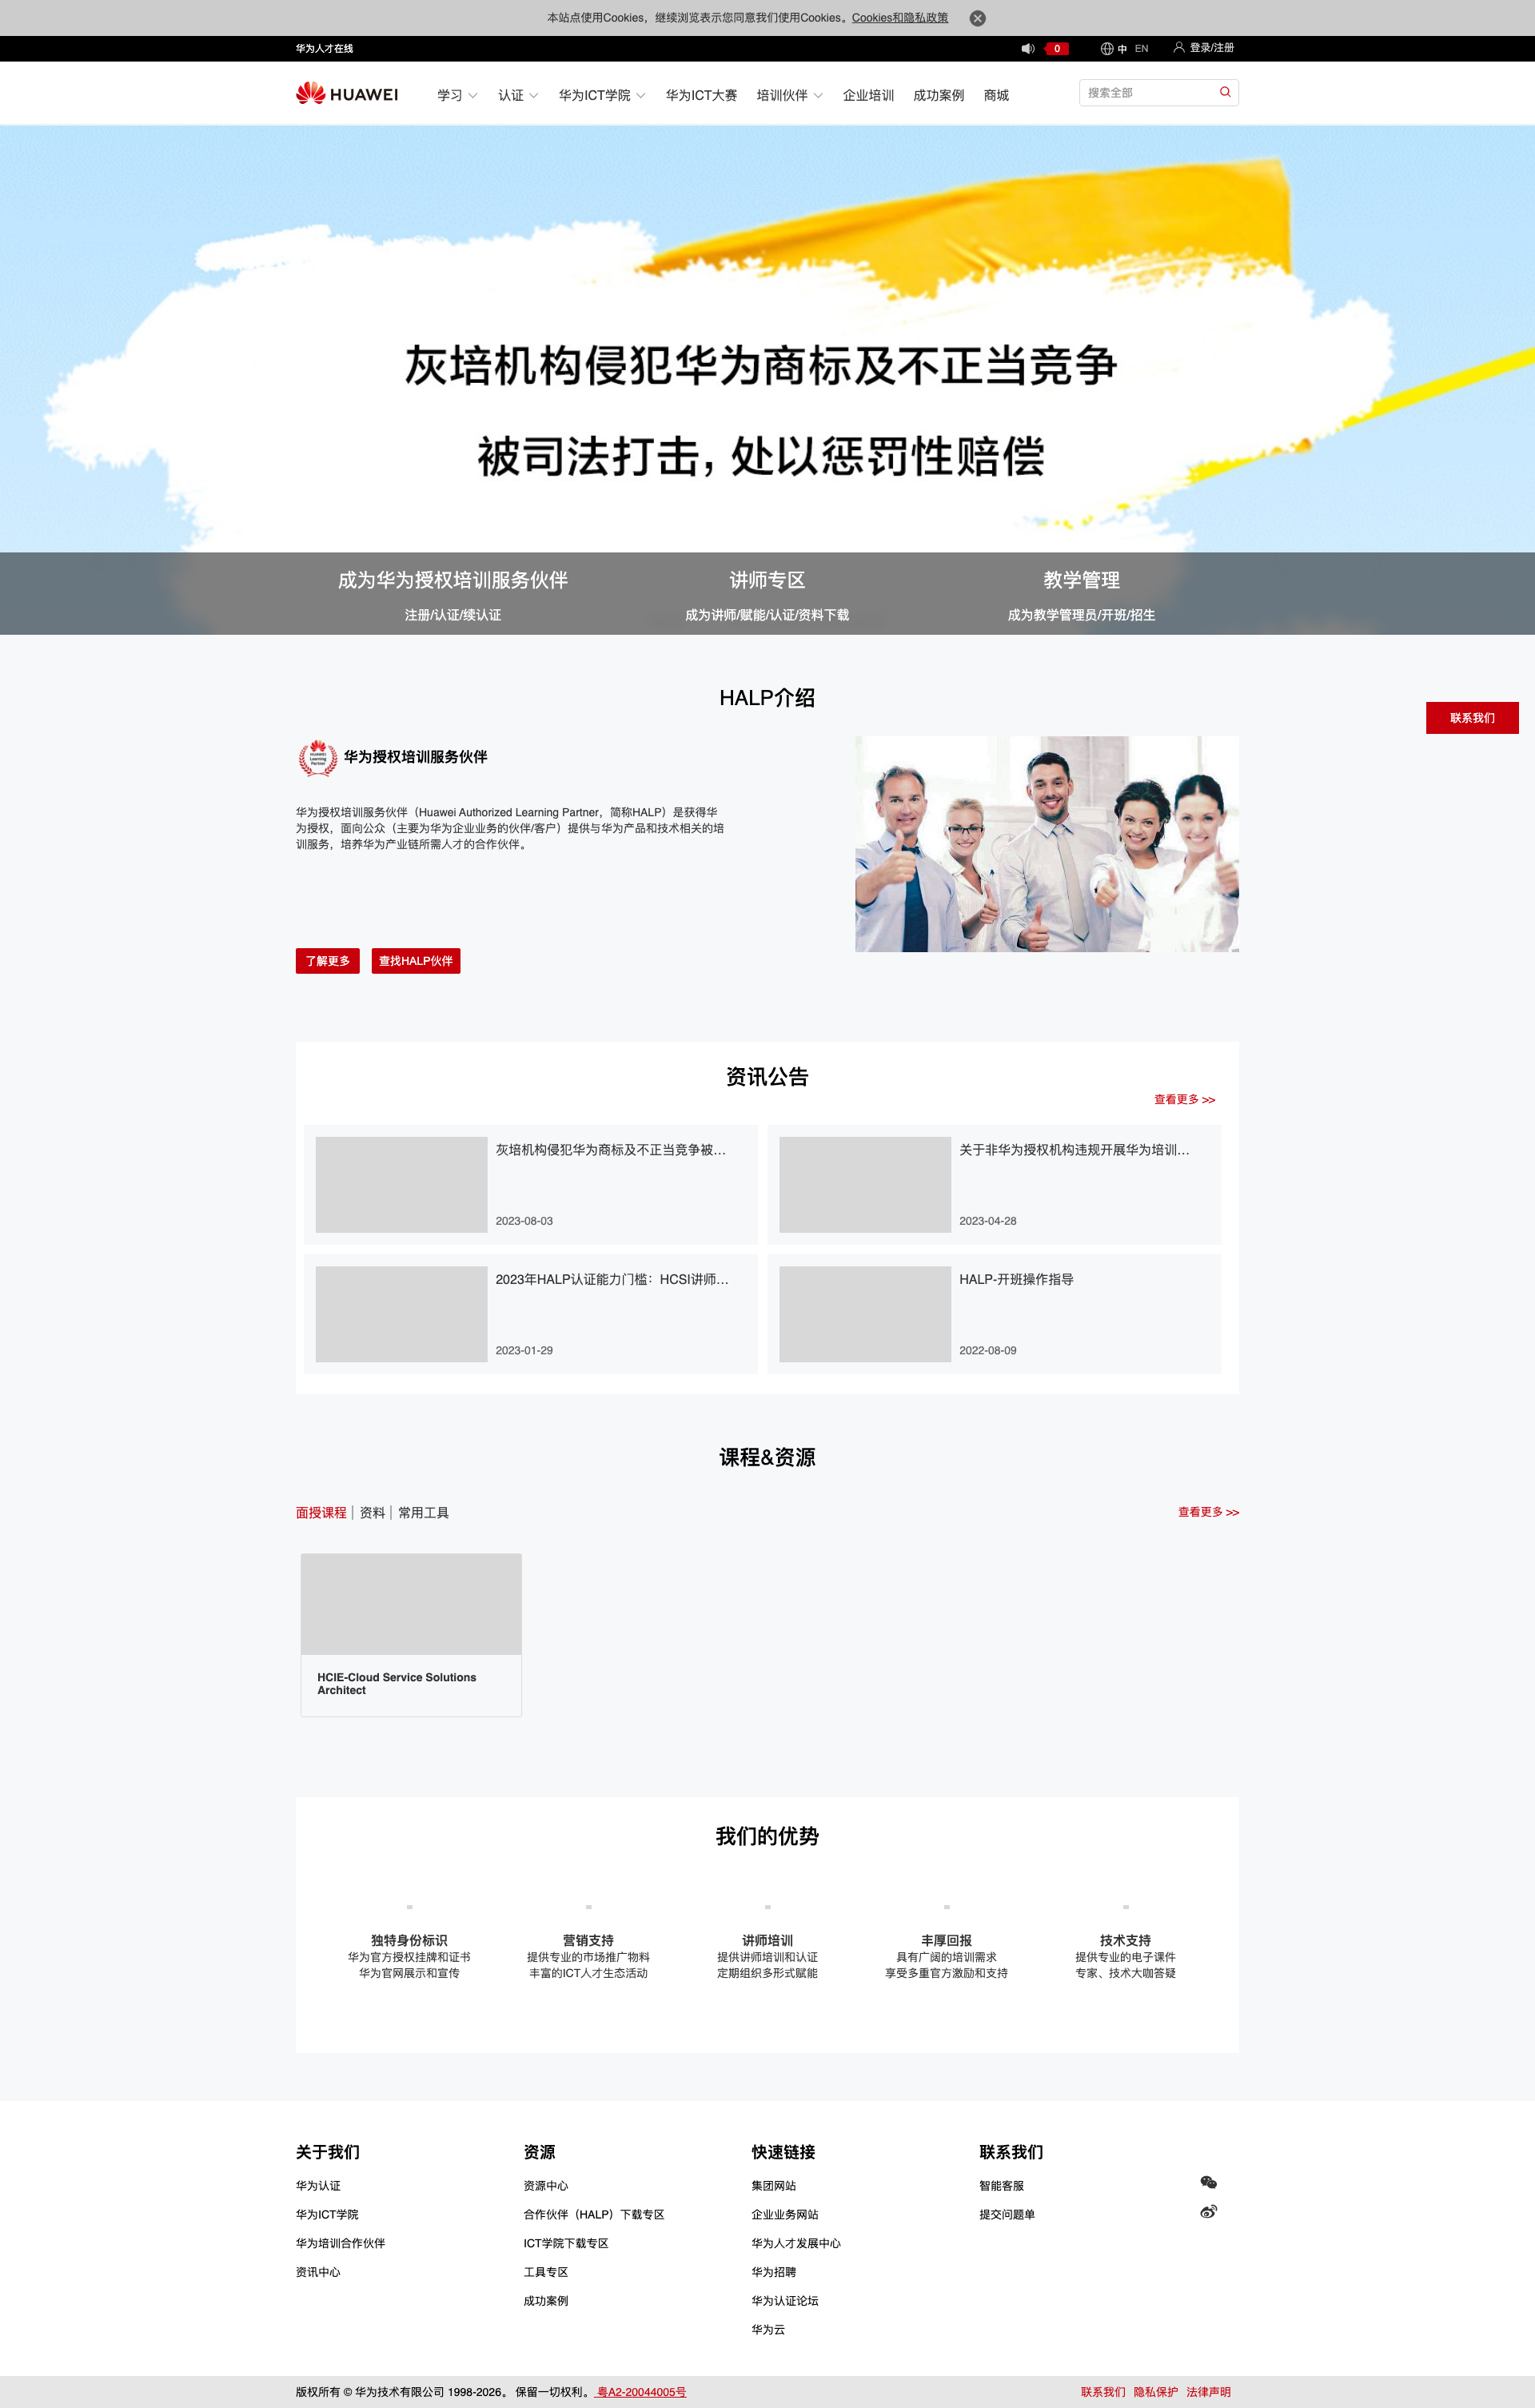 本站点使用Cookies，继续浏览表示您同意我们使用Cookies。Cookies和隐私政策
华为人才在线
0
中 EN
登录/注册
HUAWEI
学习
认证
华为ICT学院
华为ICT大赛
培训伙伴
企业培训
成功案例
商城
搜索全部
灰培机构侵犯华为商标及不正当竞争
被司法打击，处以惩罚性赔偿
成为华为授权培训服务伙伴
注册/认证/续认证
讲师专区
成为讲师/赋能/认证/资料下载
教学管理
成为教学管理员/开班/招生
HALP介绍
联系我们
HUAWEI
Learning
Partner
华为授权培训服务伙伴
华为授权培训服务伙伴（Huawei Authorized Learning Partner，简称HALP）是获得华
为授权，面向公众（主要为华为企业业务的伙伴/客户）提供与华为产品和技术相关的培
训服务，培养华为产业链所需人才的合作伙伴。
了解更多
查找HALP伙伴
资讯公告
查看更多 >>
灰培机构侵犯华为商标及不正当竞争被…
2023-08-03
关于非华为授权机构违规开展华为培训…
2023-04-28
2023年HALP认证能力门槛：HCSI讲师…
2023-01-29
HALP-开班操作指导
2022-08-09
课程&资源
面授课程 | 资料 | 常用工具
查看更多 >>
HCIE-Cloud Service Solutions
Architect
我们的优势
独特身份标识
华为官方授权挂牌和证书
华为官网展示和宣传
营销支持
提供专业的市场推广物料
丰富的ICT人才生态活动
讲师培训
提供讲师培训和认证
定期组织多形式赋能
丰厚回报
具有广阔的培训需求
享受多重官方激励和支持
技术支持
提供专业的电子课件
专家、技术大咖答疑
关于我们
华为认证
华为ICT学院
华为培训合作伙伴
资讯中心
资源
资源中心
合作伙伴（HALP）下载专区
ICT学院下载专区
工具专区
成功案例
快速链接
集团网站
企业业务网站
华为人才发展中心
华为招聘
华为认证论坛
华为云
联系我们
智能客服
提交问题单
版权所有 © 华为技术有限公司 1998-2026。 保留一切权利。 粤A2-20044005号
联系我们 隐私保护 法律声明